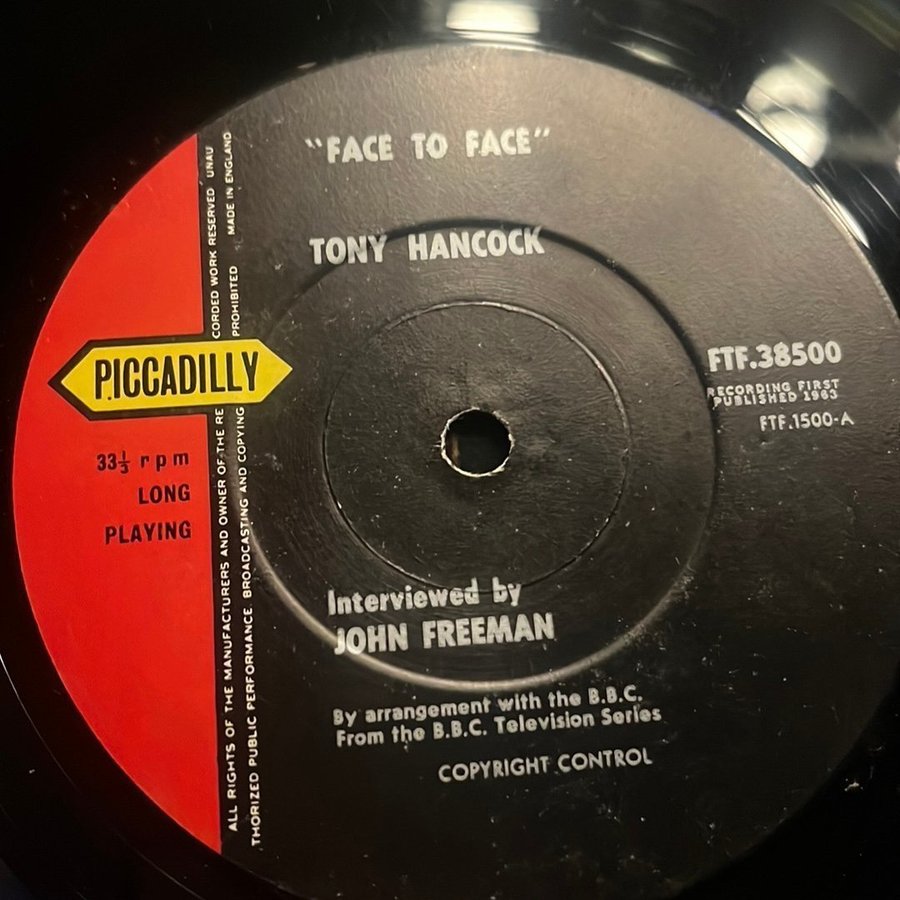 "FACE TO FACE"
TONY HANCOCK
FTF.38500
RECORDING FIRST
PUBLISHED 1963
FTF.1500-A
PICCADILLY
33⅓ rpm
LONG
PLAYING
Interviewed by
JOHN FREEMAN
By arrangement with the B.B.C.
From the B.B.C. Television Series
COPYRIGHT CONTROL
ALL RIGHTS OF THE MANUFACTURERS AND OWNER OF THE RE CORDED WORK RESERVED UNAU
THORIZED PUBLIC PERFORMANCE. BROADCASTING AND COPYING PROHIBITED MADE IN ENGLAND